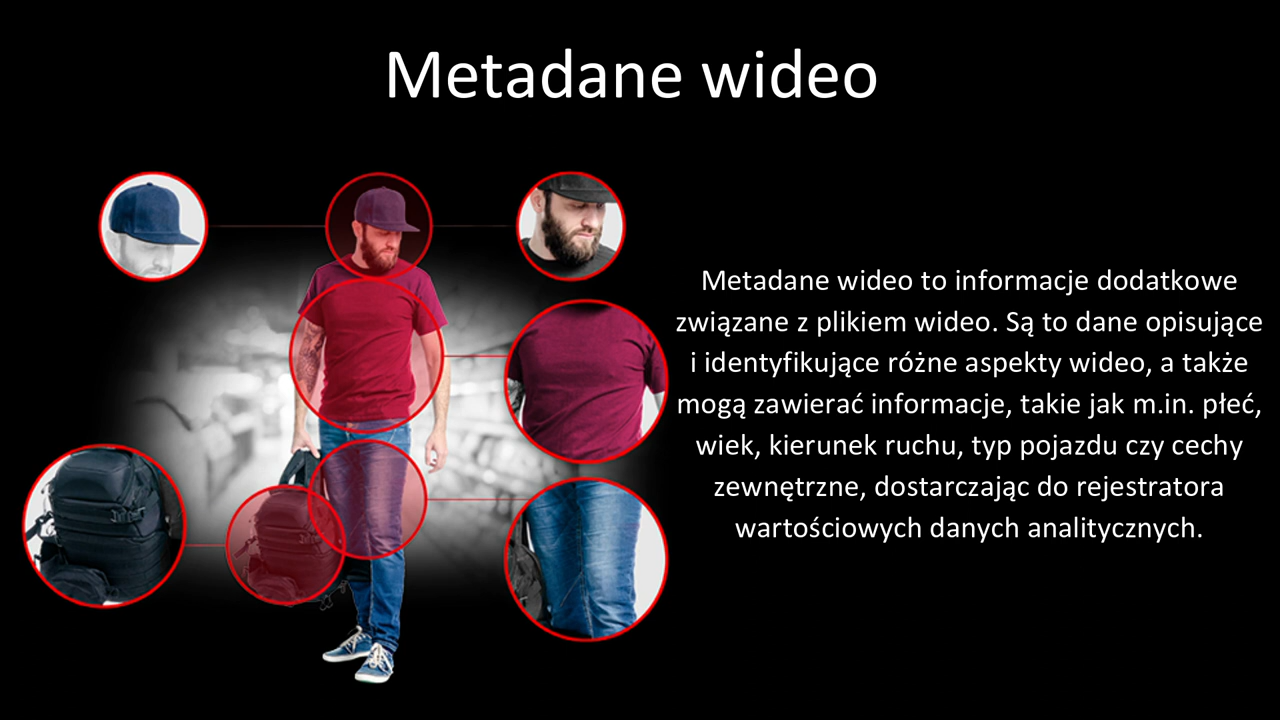 Metadane wideo
Metadane wideo to informacje dodatkowe
związane z plikiem wideo. Są to dane opisujące
i identyfikujące różne aspekty wideo, a także
mogą zawierać informacje, takie jak m.in. płeć,
wiek, kierunek ruchu, typ pojazdu czy cechy
zewnętrzne, dostarczając do rejestratora
wartościowych danych analitycznych.